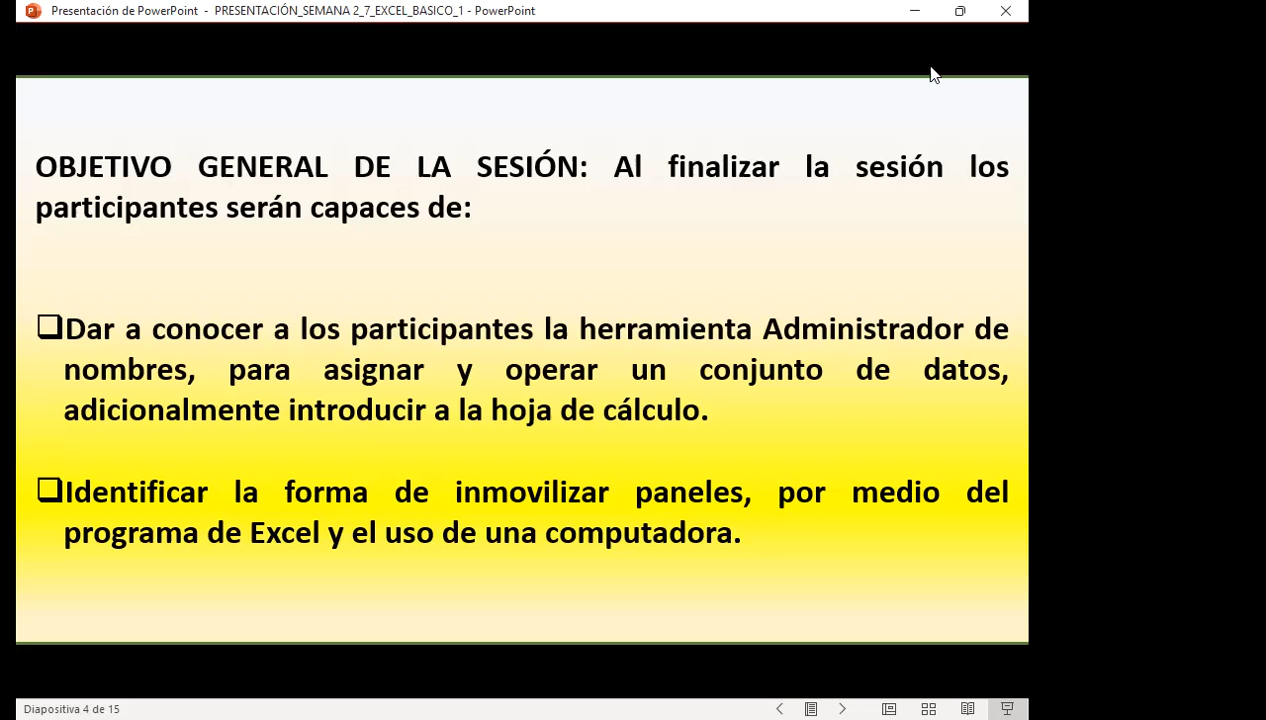 Presentación de PowerPoint - PRESENTACIÓN_SEMANA 2_7_EXCEL_BASICO_1 - PowerPoint
OBJETIVO GENERAL DE LA SESIÓN: Al finalizar la sesión los
participantes serán capaces de:
Dar a conocer a los participantes la herramienta Administrador de
nombres, para asignar y operar un conjunto de datos,
adicionalmente introducir a la hoja de cálculo.
Identificar la forma de inmovilizar paneles, por medio del
programa de Excel y el uso de una computadora.
Diapositiva 4 de 15